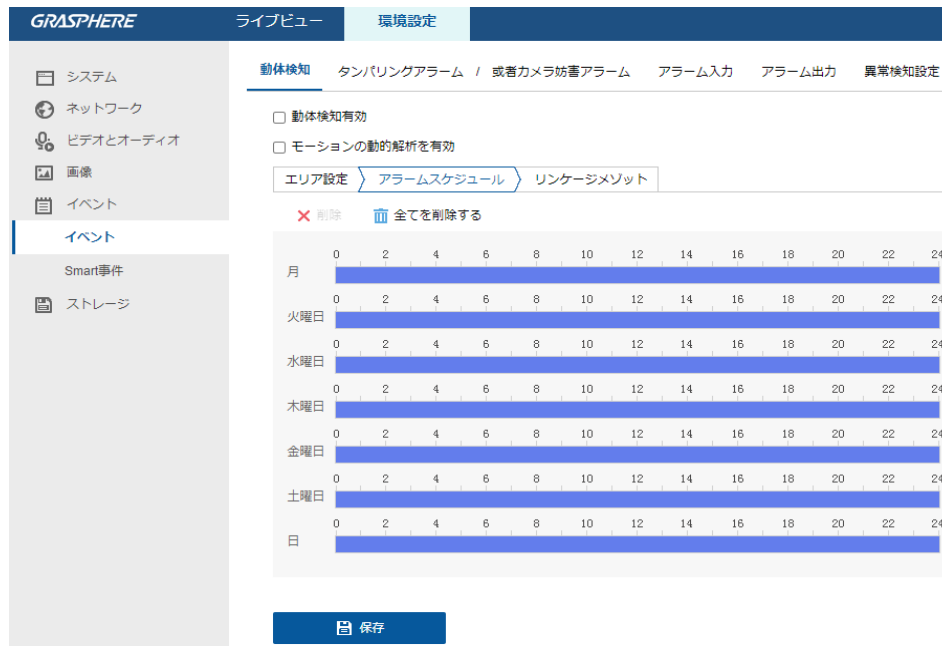 GRASPHERE ライブビュー 環境設定
システム
ネットワーク
ビデオとオーディオ
画像
イベント
イベント
Smart事件
ストレージ
動体検知 タンパリングアラーム / 或者カメラ妨害アラーム アラーム入力 アラーム出力 異常検知設定
動体検知有効
モーションの動的解析を有効
エリア設定 アラームスケジュール リンケージメゾット
削除 全てを削除する
0 2 4 6 8 10 12 14 16 18 20 22 24
月
0 2 4 6 8 10 12 14 16 18 20 22 24
火曜日
0 2 4 6 8 10 12 14 16 18 20 22 24
水曜日
0 2 4 6 8 10 12 14 16 18 20 22 24
木曜日
0 2 4 6 8 10 12 14 16 18 20 22 24
金曜日
0 2 4 6 8 10 12 14 16 18 20 22 24
土曜日
0 2 4 6 8 10 12 14 16 18 20 22 24
日
保存